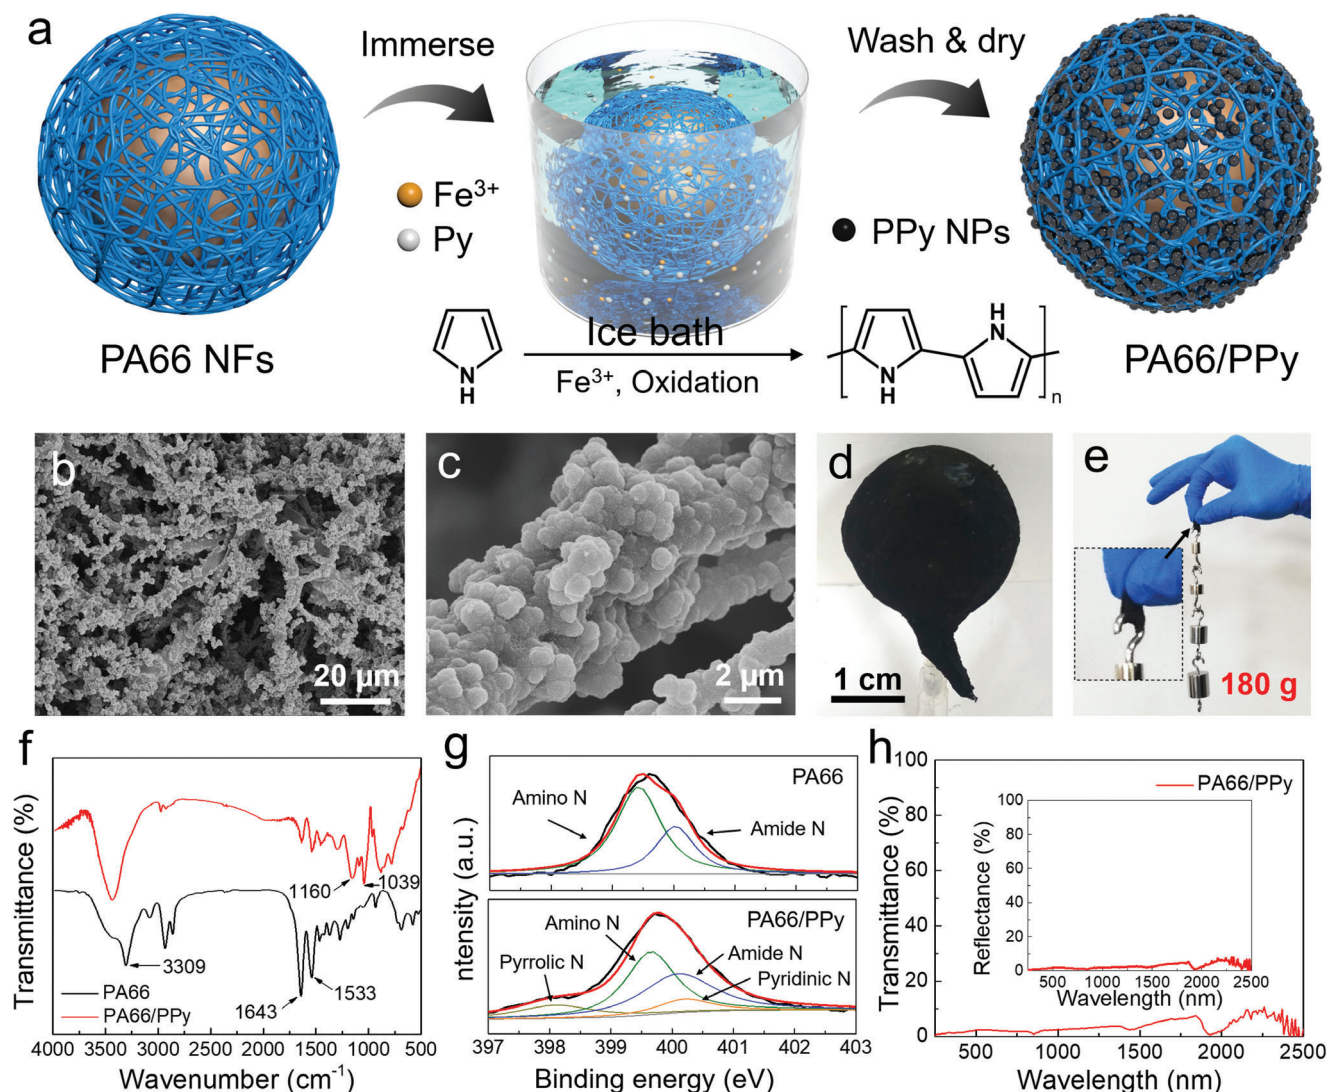 a
Immerse
Wash & dry
Fe³⁺
Py
PPy NPs
PA66 NFs
N
H
Ice bath
Fe³⁺, Oxidation
N
H
H
N
n
PA66/PPy
b
20 µm
c
2 µm
d
1 cm
e
180 g
f
Transmittance (%)
1160
1039
3309
1643
1533
PA66
PA66/PPy
4000 3500 3000 2500 2000 1500 1000 500
Wavenumber (cm⁻¹)
g
ntensity (a.u.)
PA66
Amino N
Amide N
PA66/PPy
Amino N
Pyrrolic N
Amide N
Pyridinic N
397 398 399 400 401 402 403
Binding energy (eV)
h
Transmittance (%)
100
80
60
40
20
0
PA66/PPy
Reflectance (%)
100
80
60
40
20
0
500 1000 1500 2000 2500
Wavelength (nm)
500 1000 1500 2000 2500
Wavelength (nm)